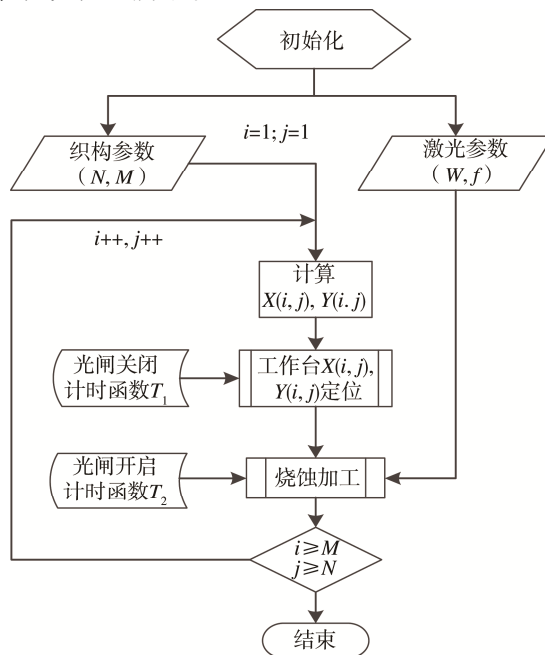 初始化
i=1; j=1
织构参数
(N, M)
激光参数
(W, f)
i++, j++
计算
X(i, j), Y(i. j)
光闸关闭
计时函数T₁
工作台X(i, j),
Y(i, j)定位
光闸开启
计时函数T₂
烧蚀加工
i≥M
j≥N
结束